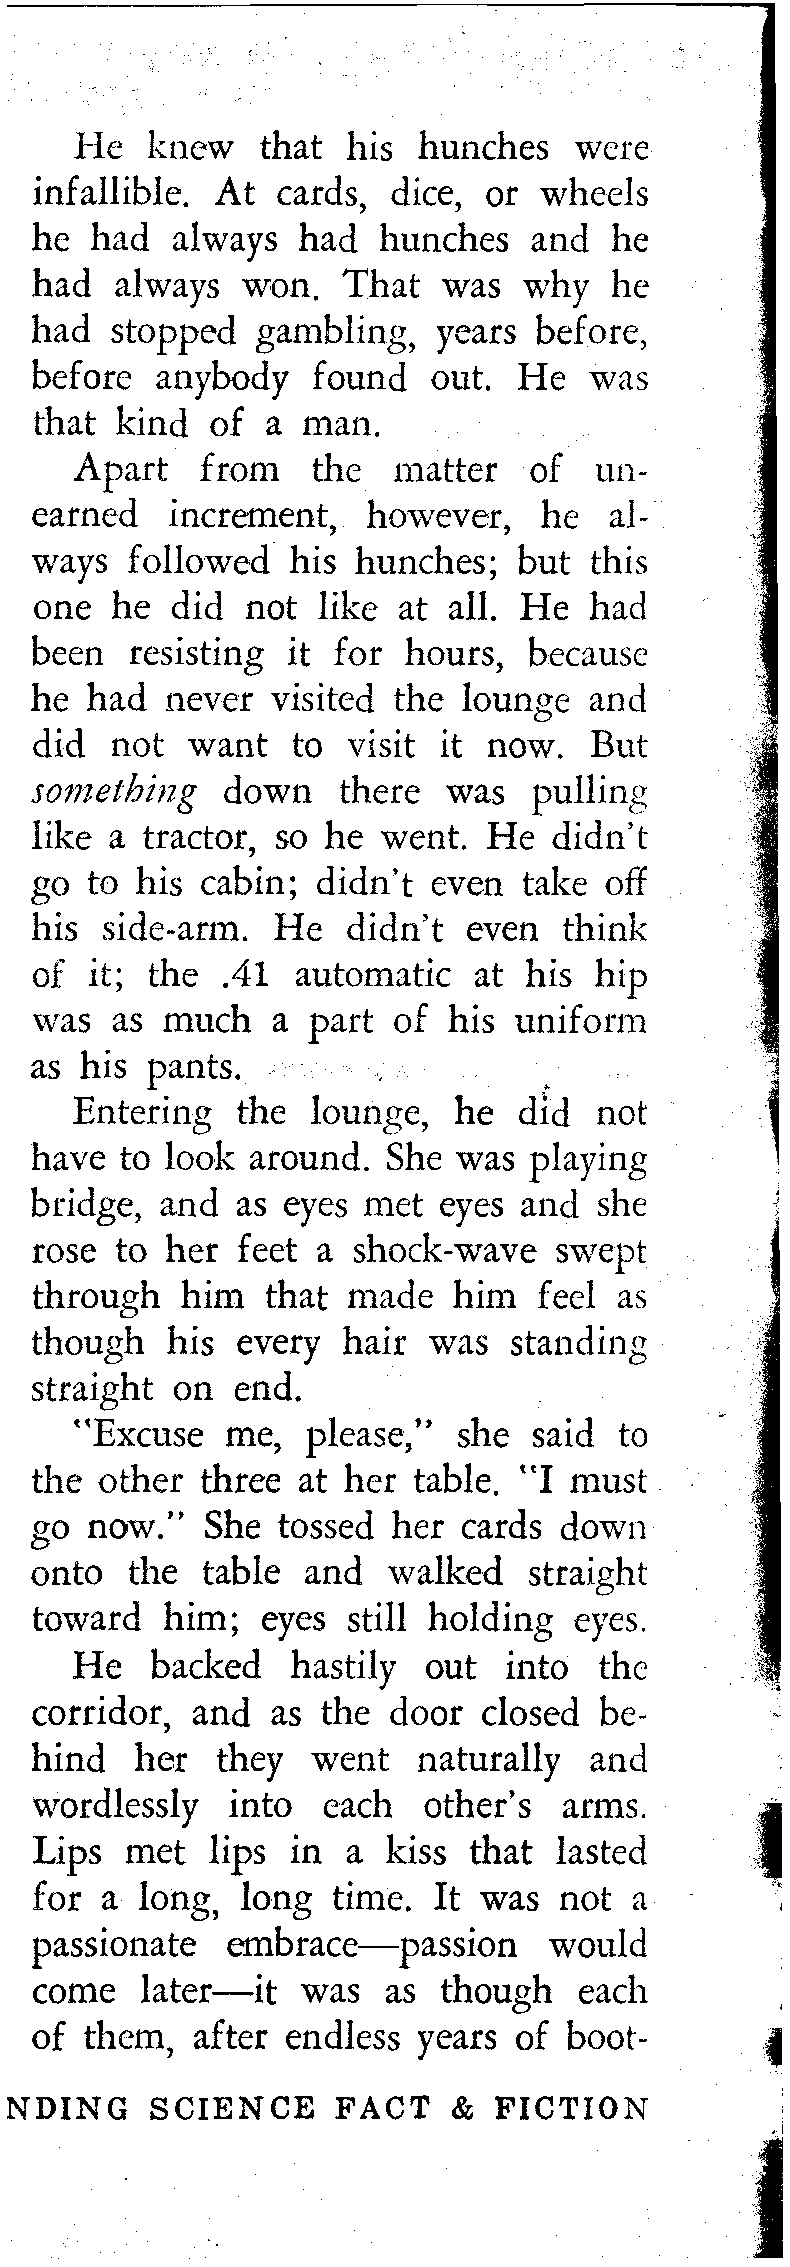 He knew that his hunches were
infallible. At cards, dice, or wheels
he had always had hunches and he
had always won. That was why he
had stopped gambling, years before,
before anybody found out. He was
that kind of a man.
Apart from the matter of un-
earned increment, however, he al-
ways followed his hunches; but this
one he did not like at all. He had
been resisting it for hours, because
he had never visited the lounge and
did not want to visit it now. But
something down there was pulling
like a tractor, so he went. He didn't
go to his cabin; didn't even take off
his side-arm. He didn't even think
of it; the .41 automatic at his hip
was as much a part of his uniform
as his pants.
Entering the lounge, he did not
have to look around. She was playing
bridge, and as eyes met eyes and she
rose to her feet a shock-wave swept
through him that made him feel as
though his every hair was standing
straight on end.
"Excuse me, please," she said to
the other three at her table. "I must
go now." She tossed her cards down
onto the table and walked straight
toward him; eyes still holding eyes.
He backed hastily out into the
corridor, and as the door closed be-
hind her they went naturally and
wordlessly into each other's arms.
Lips met lips in a kiss that lasted
for a long, long time. It was not a
passionate embrace—passion would
come later—it was as though each
of them, after endless years of boot-
NDING SCIENCE FACT & FICTION